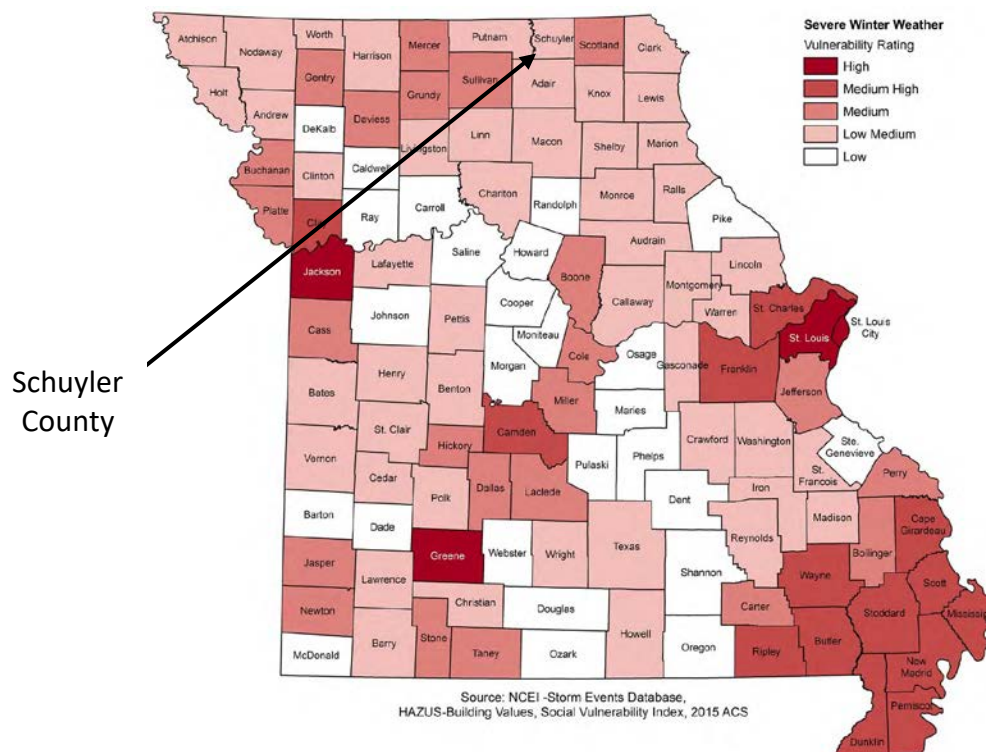 Severe Winter Weather
Vulnerability Rating
High
Medium High
Medium
Low Medium
Low
Atchison
Nodaway
Worth
Harrison
Mercer
Putnam
Schuyler
Scotland
Clark
Gentry
Sullivan
Adair
Knox
Lewis
Holt
Andrew
DeKalb
Daviess
Grundy
Livingston
Linn
Macon
Shelby
Marion
Buchanan
Clinton
Caldwell
Chariton
Randolph
Monroe
Ralls
Pike
Platte
Clay
Ray
Carroll
Saline
Howard
Boone
Audrain
Lincoln
Jackson
Lafayette
Cooper
Callaway
Montgomery
Warren
St. Charles
St. Louis
St. Louis
City
Cass
Johnson
Pettis
Moniteau
Cole
Osage
Gasconade
Franklin
Jefferson
Schuyler
County
Bates
Henry
Benton
Morgan
Miller
Maries
St. Clair
Hickory
Camden
Pulaski
Phelps
Crawford
Washington
Ste.
Genevieve
St.
Francois
Perry
Vernon
Cedar
Polk
Dallas
Laclede
Dent
Iron
Madison
Cape
Girardeau
Barton
Dade
Greene
Webster
Wright
Texas
Reynolds
Bollinger
Jasper
Lawrence
Shannon
Wayne
Scott
Stoddard
Mississip
Newton
Christian
Douglas
Howell
Carter
Butler
McDonald
Barry
Stone
Taney
Ozark
Oregon
Ripley
New
Madrid
Pemiscot
Dunklin
Source: NCEI -Storm Events Database,
HAZUS-Building Values, Social Vulnerability Index, 2015 ACS